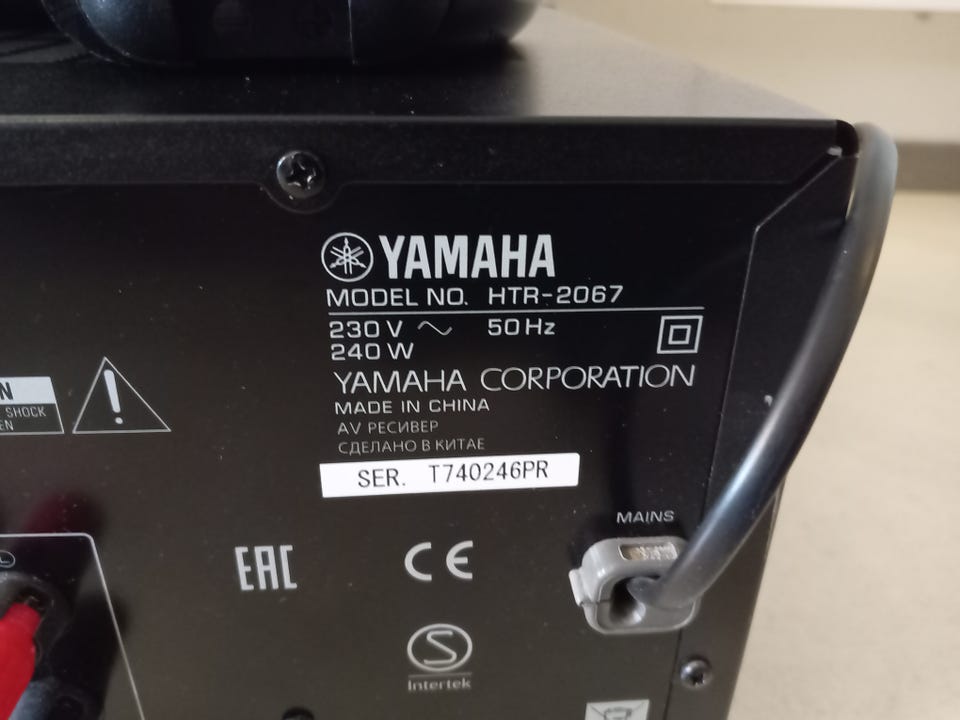 YAMAHA
MODEL NO. HTR-2067
230 V ~ 50 Hz
240 W
YAMAHA CORPORATION
MADE IN CHINA
AV РЕСИВЕР
СДЕЛАНО В КИТАЕ
SER. T740246PR
N
SHOCK
EN
MAINS
L
EAC
CE
S
Intertek